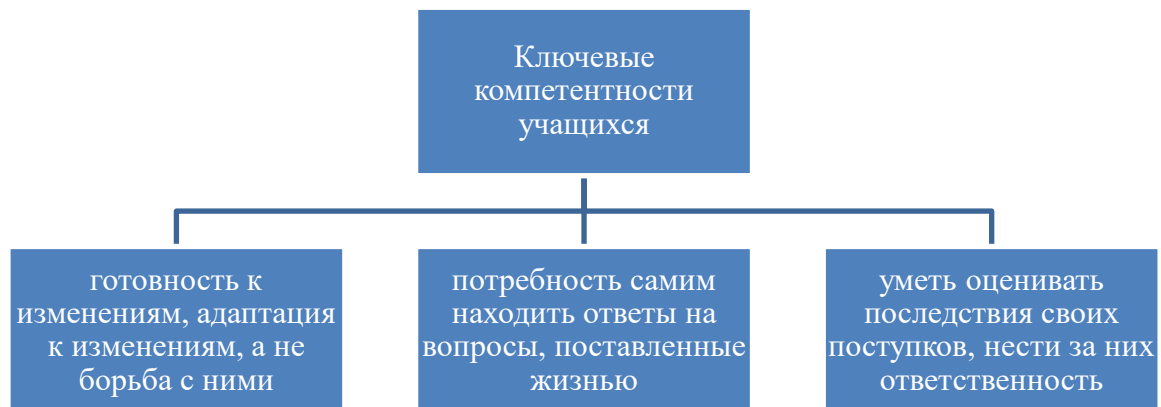 Ключевые
компетентности
учащихся
готовность к
изменениям, адаптация
к изменениям, а не
борьба с ними
потребность самим
находить ответы на
вопросы, поставленные
жизнью
уметь оценивать
последствия своих
поступков, нести за них
ответственность